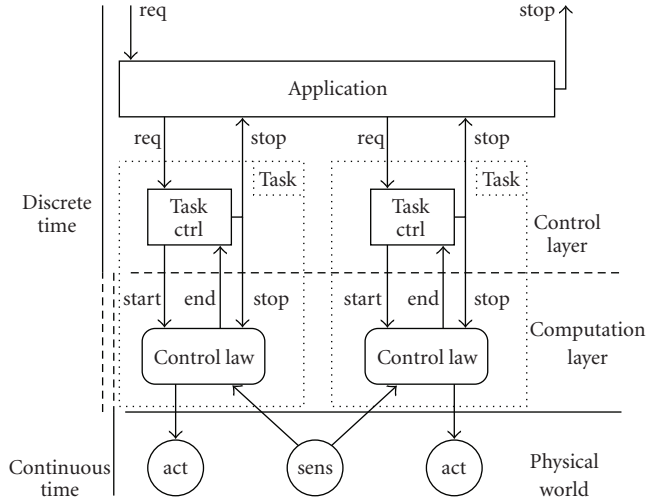 req
stop
Application
req
stop
req
stop
Task
Task
Task
ctrl
Task
ctrl
Discrete
time
Control
layer
start
end
stop
start
end
stop
Control law
Control law
Computation
layer
act
sens
act
Continuous
time
Physical
world